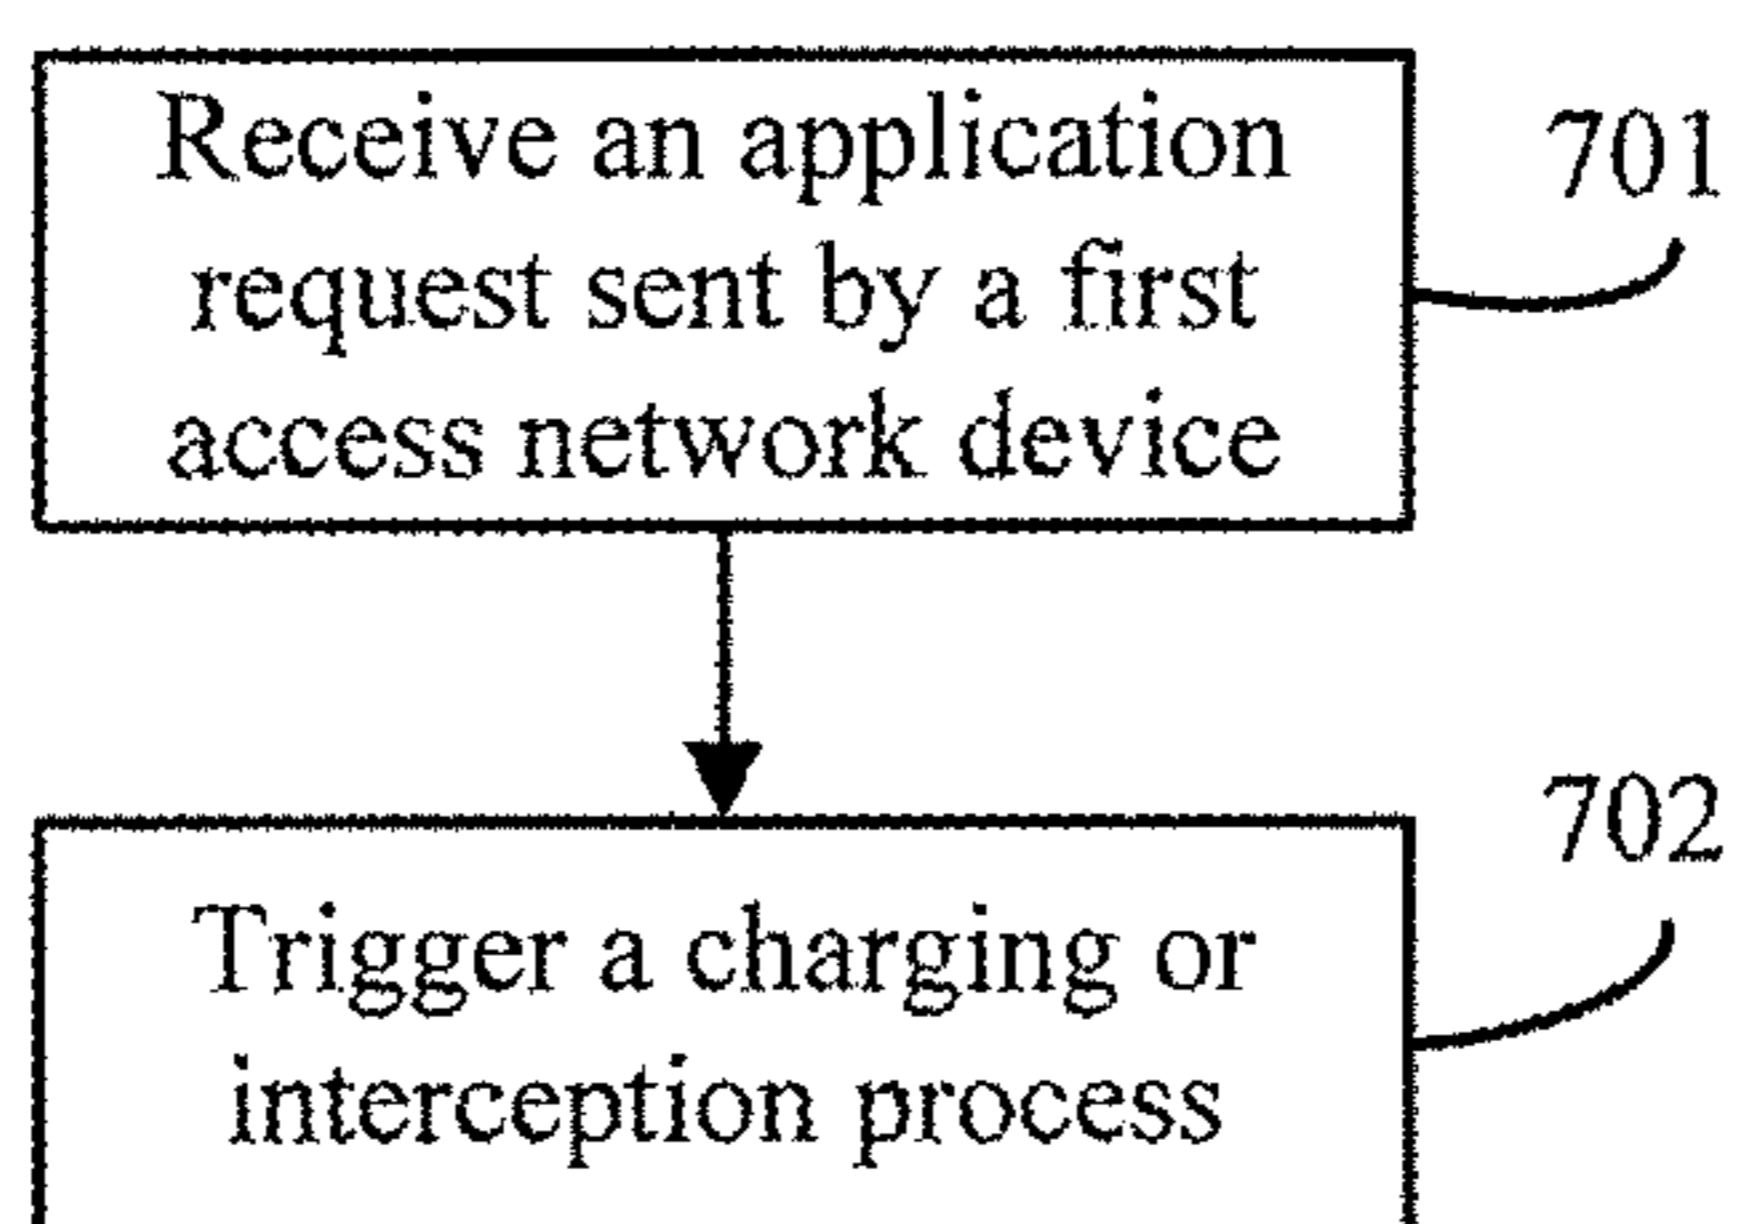 Receive an application
request sent by a first
access network device
701
Trigger a charging or
interception process
702